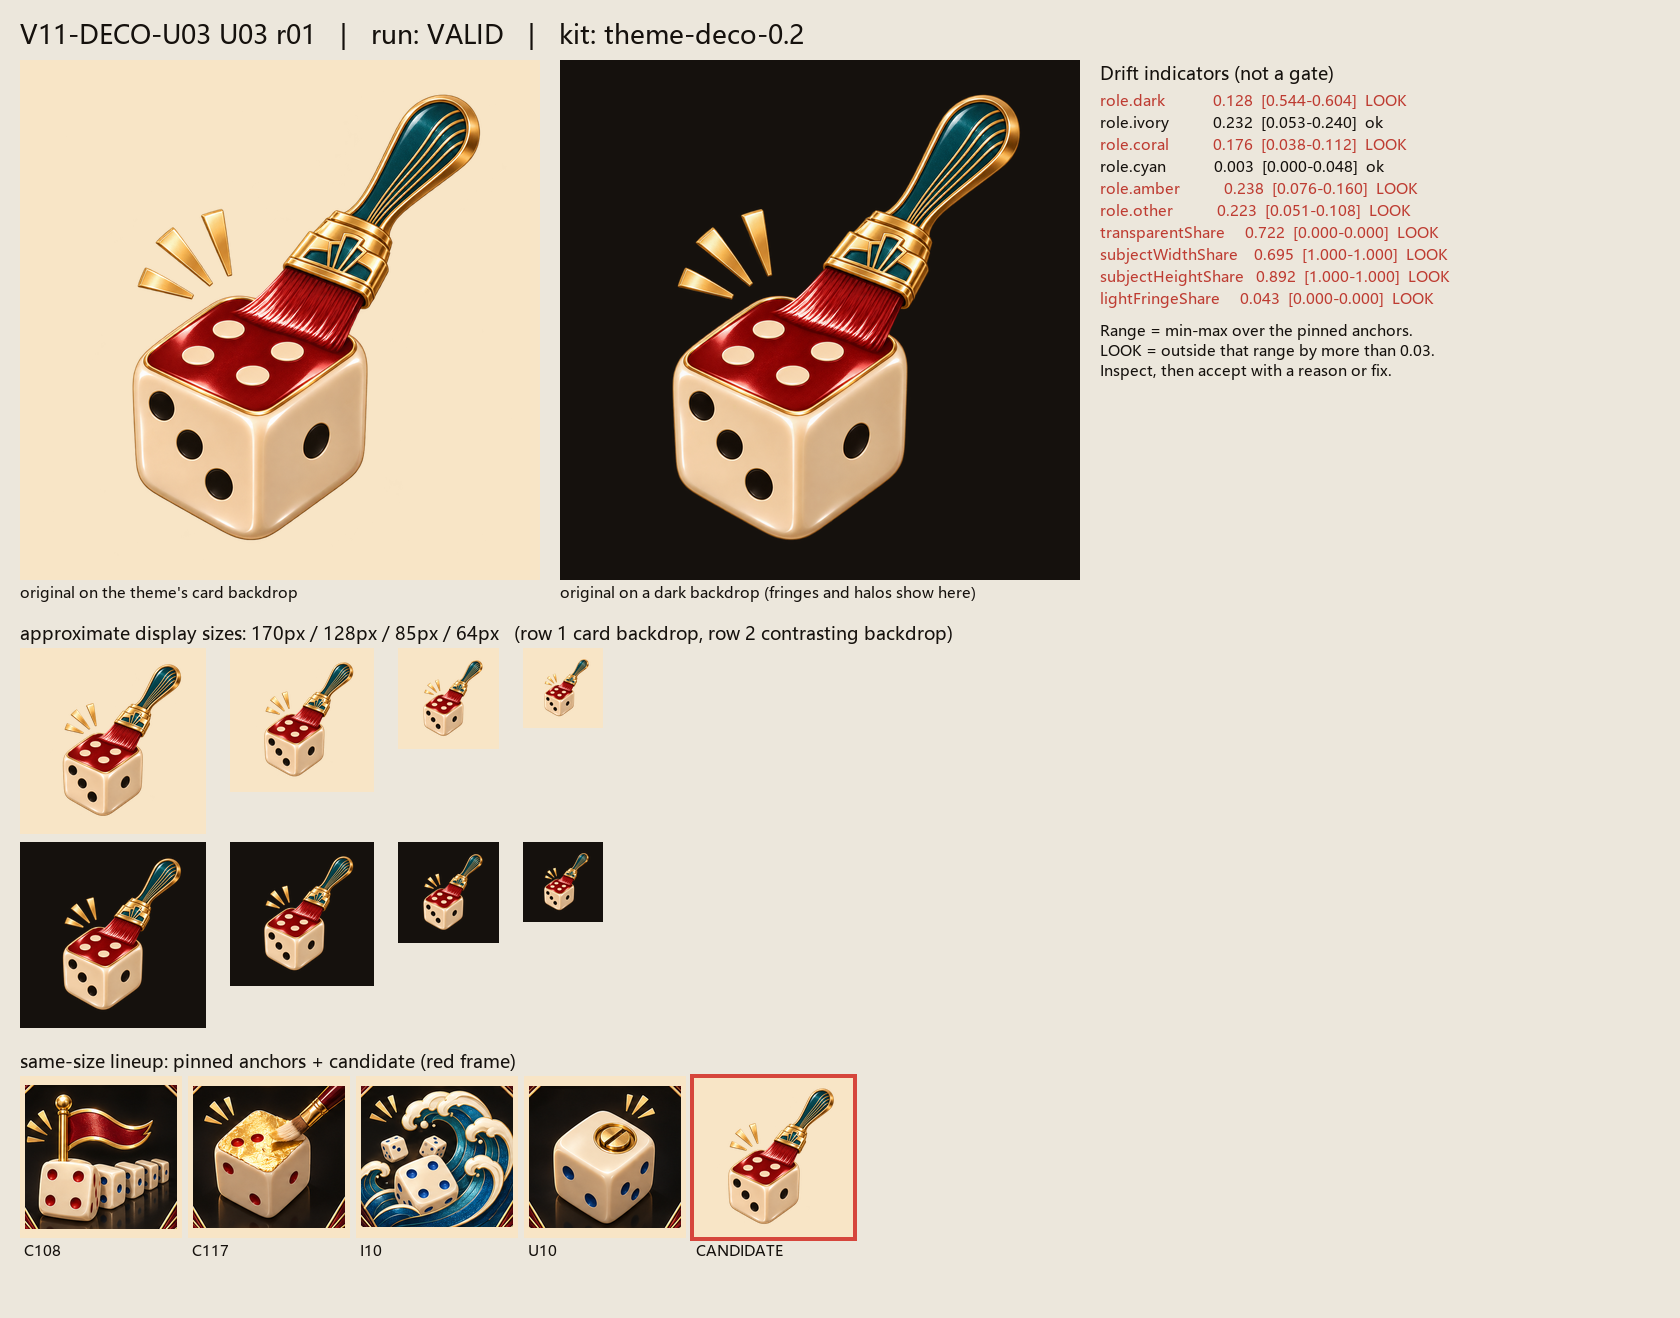 V11-DECO-U03 U03 r01 | run: VALID | kit: theme-deco-0.2
Drift indicators (not a gate)
role.dark 0.128 [0.544-0.604] LOOK
role.ivory 0.232 [0.053-0.240] ok
role.coral 0.176 [0.038-0.112] LOOK
role.cyan 0.003 [0.000-0.048] ok
role.amber 0.238 [0.076-0.160] LOOK
role.other 0.223 [0.051-0.108] LOOK
transparentShare 0.722 [0.000-0.000] LOOK
subjectWidthShare 0.695 [1.000-1.000] LOOK
subjectHeightShare 0.892 [1.000-1.000] LOOK
lightFringeShare 0.043 [0.000-0.000] LOOK
Range = min-max over the pinned anchors.
LOOK = outside that range by more than 0.03.
Inspect, then accept with a reason or fix.
original on the theme's card backdrop
original on a dark backdrop (fringes and halos show here)
approximate display sizes: 170px / 128px / 85px / 64px (row 1 card backdrop, row 2 contrasting backdrop)
same-size lineup: pinned anchors + candidate (red frame)
C108
C117
I10
U10
CANDIDATE